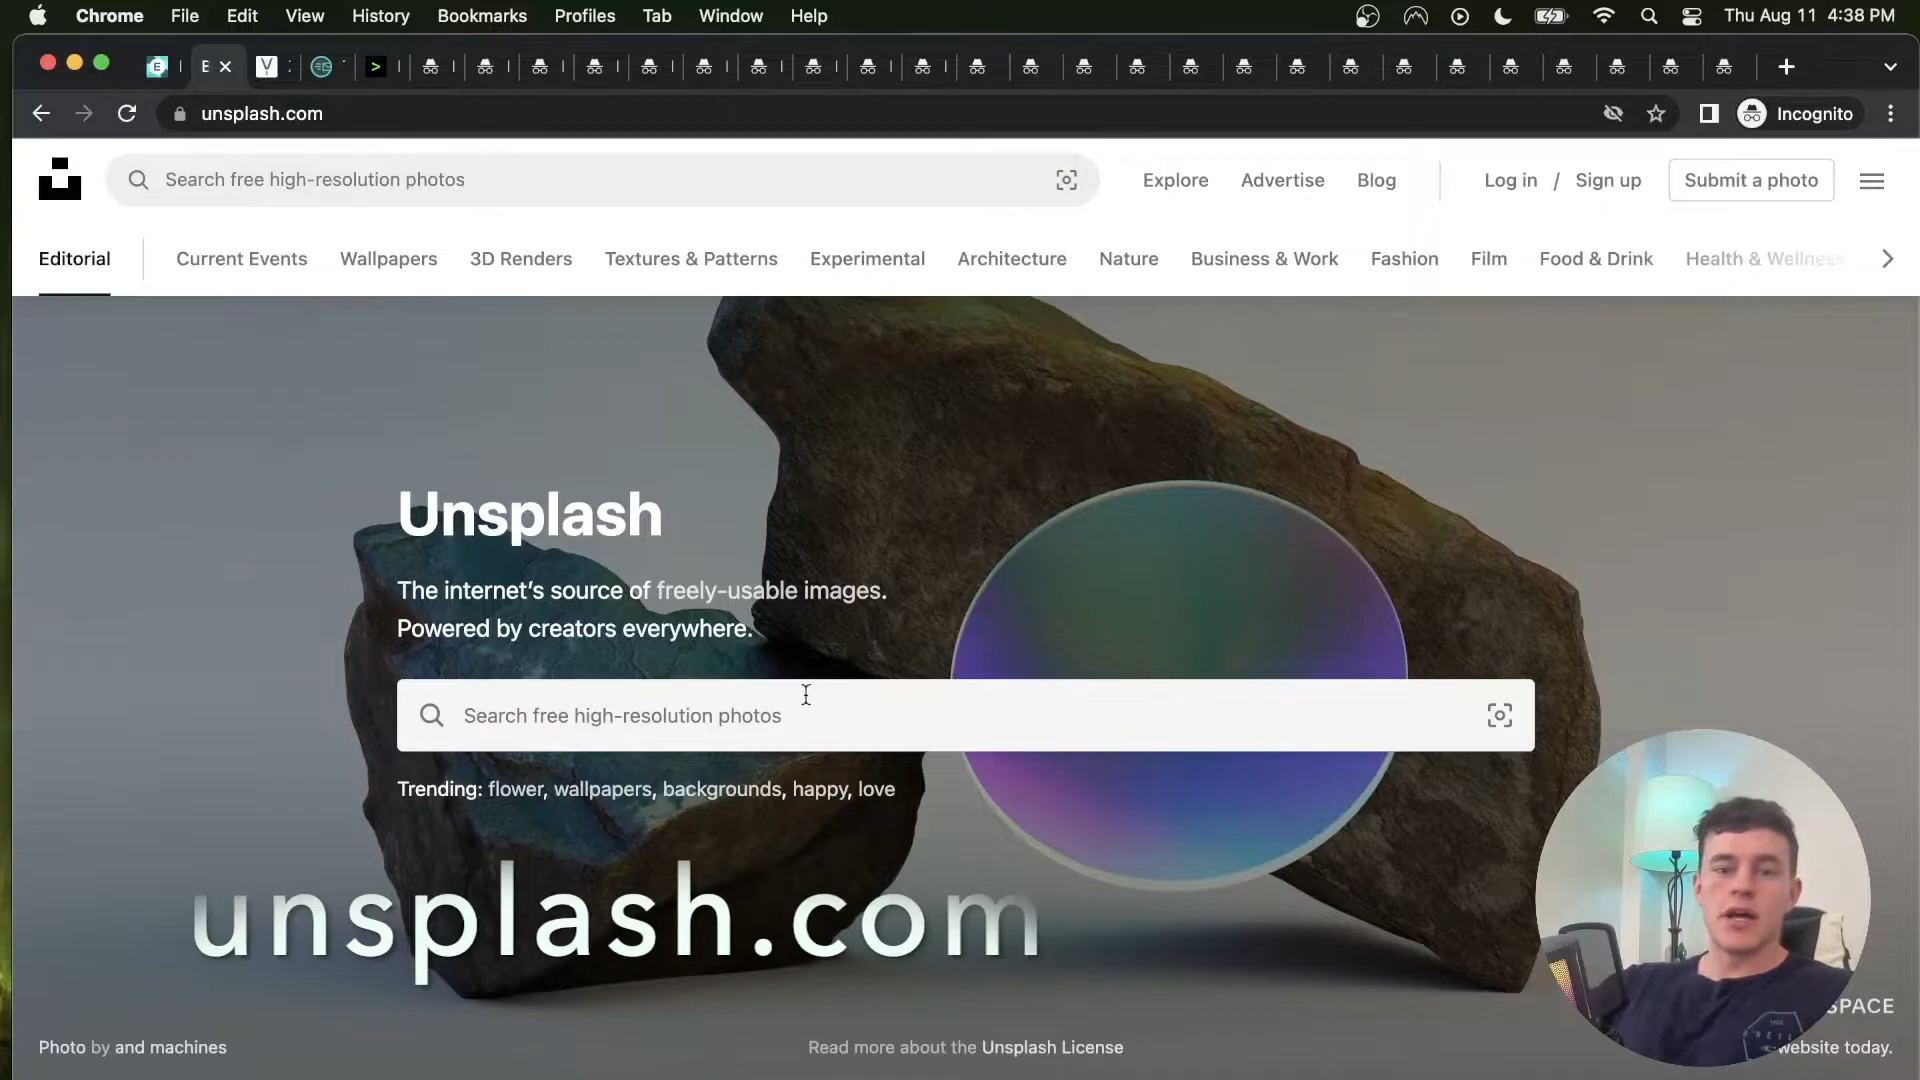 Chrome File Edit View History Bookmarks Profiles Tab Window Help Thu Aug 11 4:38 PM
unsplash.com Incognito
Search free high-resolution photos Explore Advertise Blog Log in / Sign up Submit a photo
Editorial Current Events Wallpapers 3D Renders Textures & Patterns Experimental Architecture Nature Business & Work Fashion Film Food & Drink Health & Wellness
Unsplash
The internet’s source of freely-usable images.
Powered by creators everywhere.
Search free high-resolution photos
Trending: flower, wallpapers, backgrounds, happy, love
unsplash.com
SPACE
Photo by and machines Read more about the Unsplash License website today.